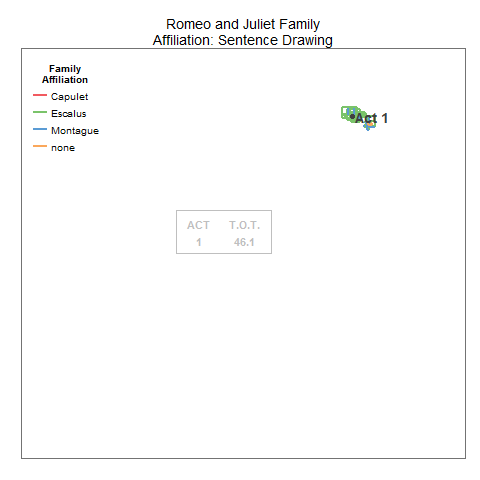 Romeo and Juliet Family
Affiliation: Sentence Drawing
Family
Affiliation
Capulet
Escalus
Montague
none
Act 1
ACT T.O.T.
1 46.1